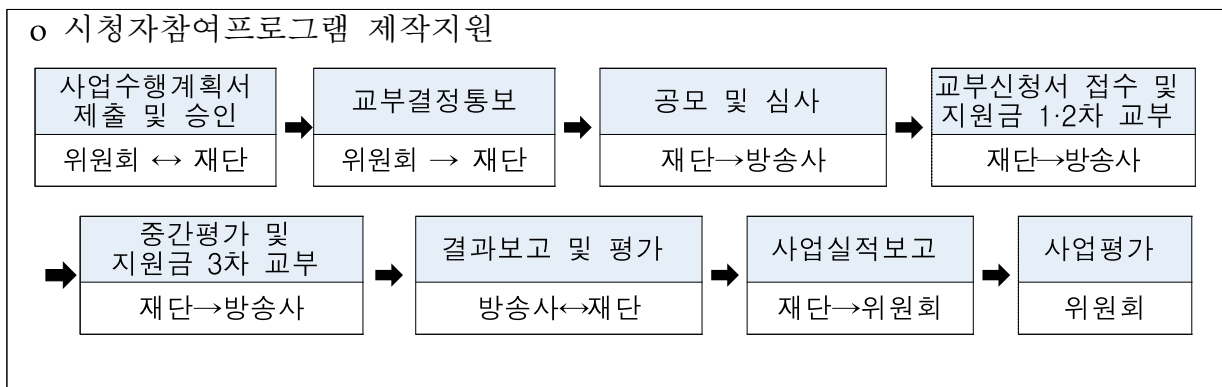 o 시청자참여프로그램 제작지원
사업수행계획서
제출 및 승인
위원회 ↔ 재단
교부결정통보
위원회 → 재단
공모 및 심사
재단→방송사
교부신청서 접수 및
지원금 1·2차 교부
재단→방송사
중간평가 및
지원금 3차 교부
재단→방송사
결과보고 및 평가
방송사↔재단
사업실적보고
재단→위원회
사업평가
위원회